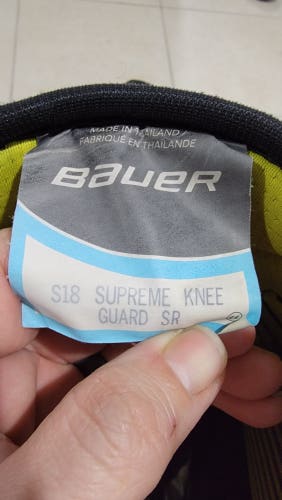 MADE IN THAILAND /
FABRIQUÉ EN THAÏLANDE
BAUER
S18 SUPREME KNEE
GUARD SR